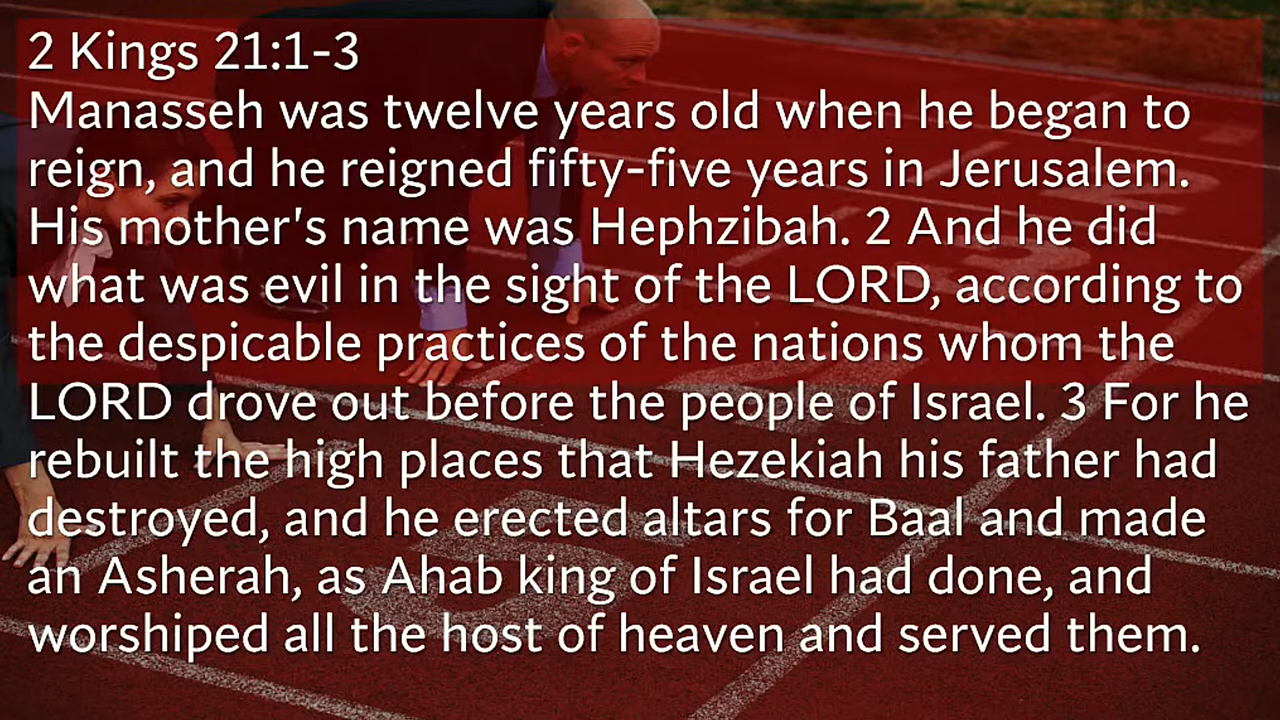 2 Kings 21:1-3
Manasseh was twelve years old when he began to
reign, and he reigned fifty-five years in Jerusalem.
His mother's name was Hephzibah. 2 And he did
what was evil in the sight of the LORD, according to
the despicable practices of the nations whom the
LORD drove out before the people of Israel. 3 For he
rebuilt the high places that Hezekiah his father had
destroyed, and he erected altars for Baal and made
an Asherah, as Ahab king of Israel had done, and
worshiped all the host of heaven and served them.